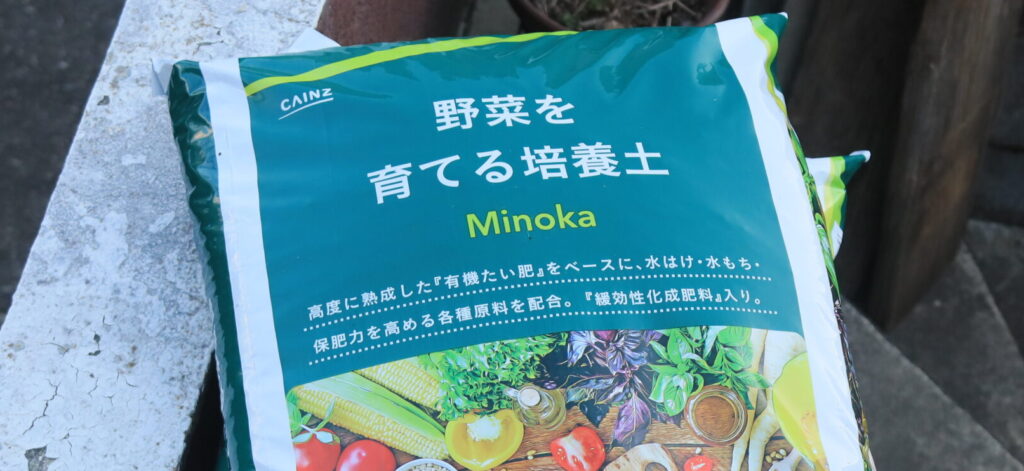 CAINZ
野菜を
育てる培養土
Minoka
高度に熟成した『有機たい肥』をベースに、水はけ・水もち・
保肥力を高める各種原料を配合。『緩効性化成肥料』入り。